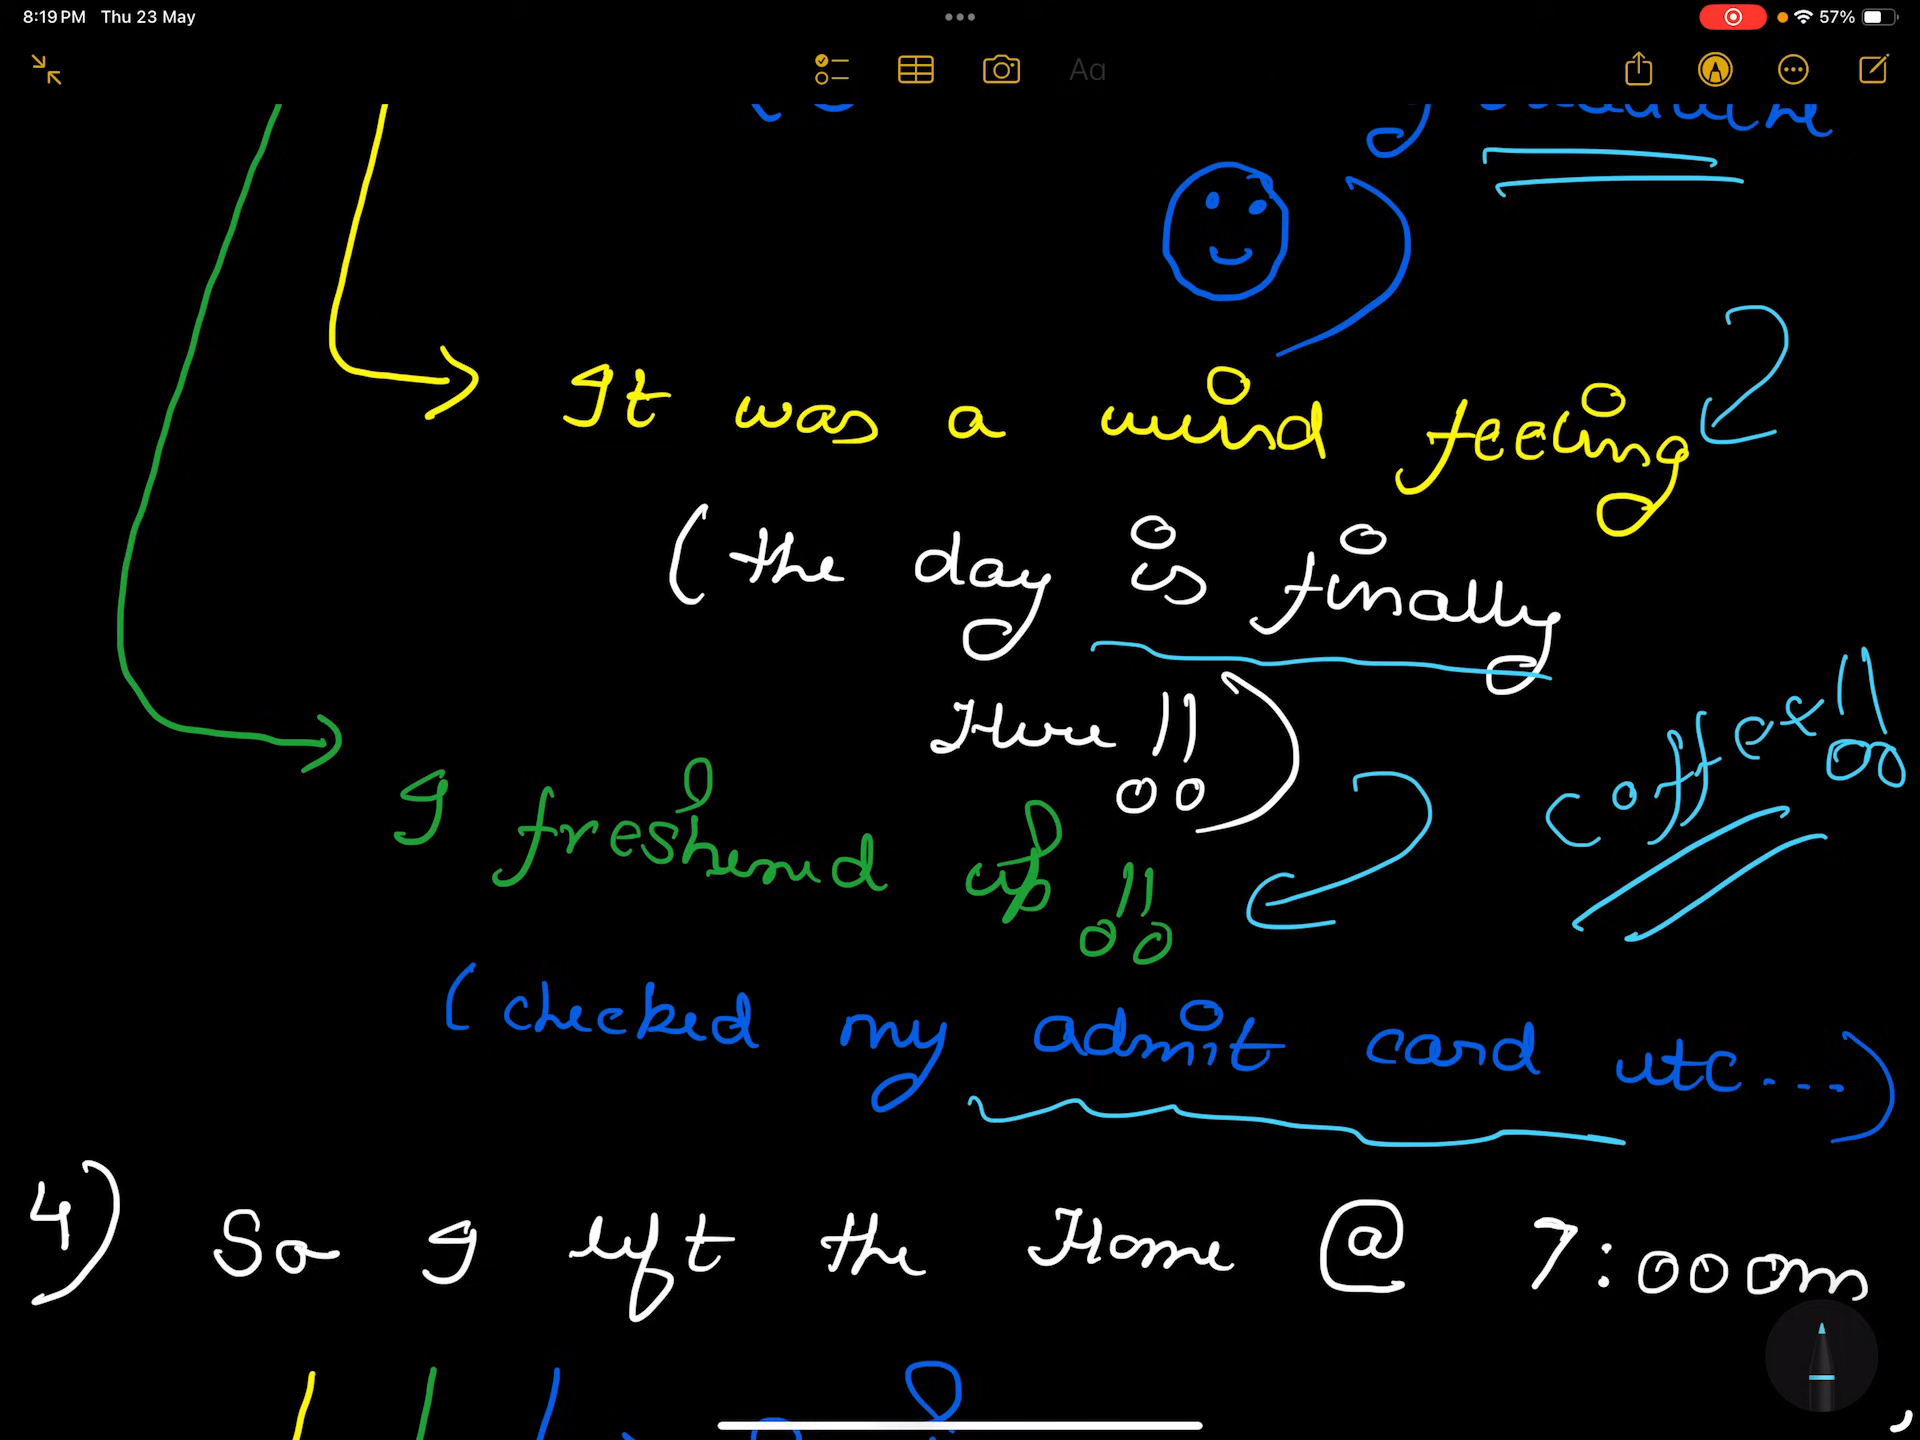 8:19 PM Thu 23 May
57%
Aa
It was a weird feeling
(the day is finally
Here !!)
coffee !!
I freshened up !!
(checked my admit card etc...)
4) So I left the Home @ 7:00am